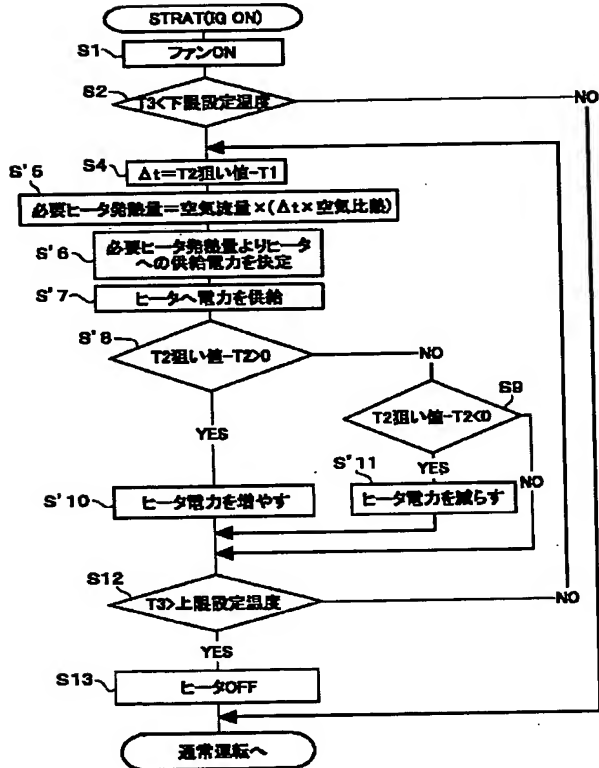 STRAT(IQ ON)
S1
ファンON
S2
T3<下限設定温度
NO
S4
Δt=T2狙い値-T1
S'5
必要ヒータ発熱量=空気流量×(Δt×空気比熱)
S'6
必要ヒータ発熱量よりヒータ
への供給電力を決定
S'7
ヒータへ電力を供給
S'8
T2狙い値-T2>0
NO
S9
T2狙い値-T2<0
YES
YES
NO
S'10
ヒータ電力を増やす
S'11
ヒータ電力を減らす
S12
T3>上限設定温度
NO
YES
S13
ヒータOFF
通常運転へ